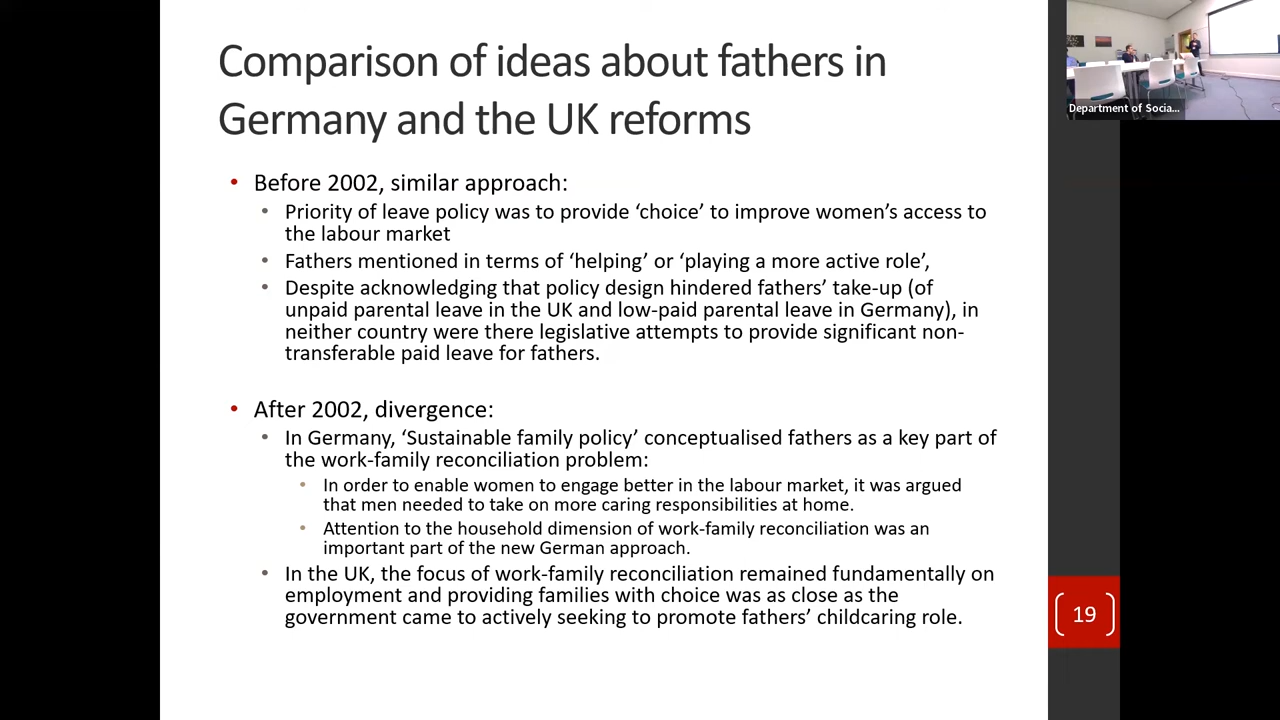 Comparison of ideas about fathers in
Germany and the UK reforms
• Before 2002, similar approach:
• Priority of leave policy was to provide ‘choice’ to improve women’s access to
the labour market
• Fathers mentioned in terms of ‘helping’ or ‘playing a more active role’,
• Despite acknowledging that policy design hindered fathers’ take-up (of
unpaid parental leave in the UK and low-paid parental leave in Germany), in
neither country were there legislative attempts to provide significant non-
transferable paid leave for fathers.
• After 2002, divergence:
• In Germany, ‘Sustainable family policy’ conceptualised fathers as a key part of
the work-family reconciliation problem:
• In order to enable women to engage better in the labour market, it was argued
that men needed to take on more caring responsibilities at home.
• Attention to the household dimension of work-family reconciliation was an
important part of the new German approach.
• In the UK, the focus of work-family reconciliation remained fundamentally on
employment and providing families with choice was as close as the
government came to actively seeking to promote fathers’ childcaring role.
19
Department of Socia...